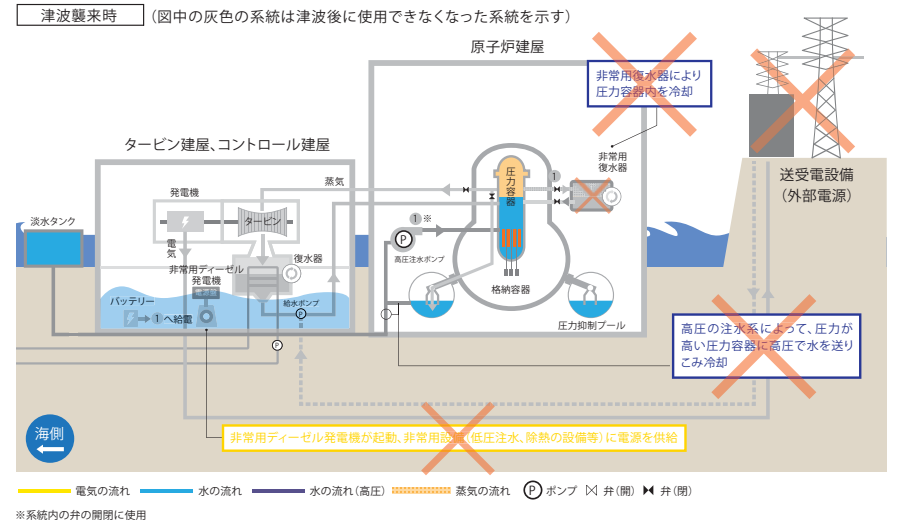 津波襲来時 (図中の灰色の系統は津波後に使用できなくなった系統を示す)
原子炉建屋
非常用復水器により
圧力容器内を冷却
タービン建屋、コントロール建屋
蒸気
非常用
復水器
送受電設備
(外部電源)
発電機
タービン
圧力容器
1
淡水タンク
1 ※
P
高圧注水ポンプ
電気
復水器
非常用ディーゼル
発電機
格納容器
バッテリー
1 へ給電
給水ポンプ
P
圧力抑制プール
P
高圧の注水系によって、圧力が
高い圧力容器に高圧で水を送り
こみ冷却
海側
非常用ディーゼル発電機が起動、非常用設備(低圧注水、除熱の設備等)に電源を供給
電気の流れ 水の流れ 水の流れ(高圧) 蒸気の流れ P ポンプ 弁(開) 弁(閉)
※系統内の弁の開閉に使用